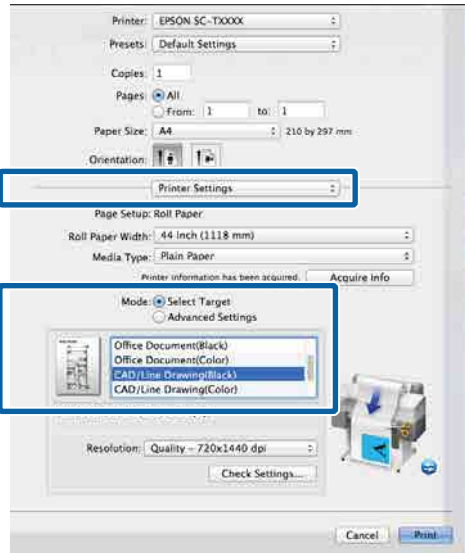 Printer: EPSON SC-TXXXX
Presets: Default Settings
Copies: 1
Pages: All
From: 1 to: 1
Paper Size: A4 210 by 297 mm
Orientation:
Printer Settings
Page Setup: Roll Paper
Roll Paper Width: 44 inch (1118 mm)
Media Type: Plain Paper
Printer information has been acquired. Acquire Info
Mode: Select Target
Advanced Settings
Office Document(Black)
Office Document(Color)
CAD/Line Drawing(Black)
CAD/Line Drawing(Color)
Resolution: Quality - 720x1440 dpi
Check Settings...
Cancel Print